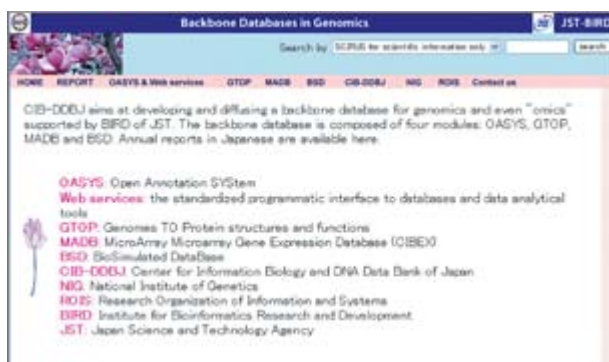 Backbone Databases in Genomics JST-BIRD
Search by SCIRUS for scientific information only search
HOME REPORT OASYS & Web services GTOP MADB BSD CIB-DDBJ NIG ROIS Contact us
CIB-DDBJ aims at developing and diffusing a backbone database for genomics and even "omics"
supported by BIRD of JST. The backbone database is composed of four modules: OASYS, GTOP,
MADB and BSD. Annual reports in Japanese are available here.
OASYS: Open Annotation SYStem
Web services: the standardized programmatic interface to databases and data analytical
tools
GTOP: Genomes TO Protein structures and functions
MADB: MicroArray Microarray Gene Expression Database (CIBEX)
BSD: BioSimulated DataBase
CIB-DDBJ: Center for Information Biology and DNA Data Bank of Japan
NIG: National Institute of Genetics
ROIS: Research Organization of Information and Systems
BIRD: Institute for Bioinformatics Research and Development
JST: Japan Science and Technology Agency